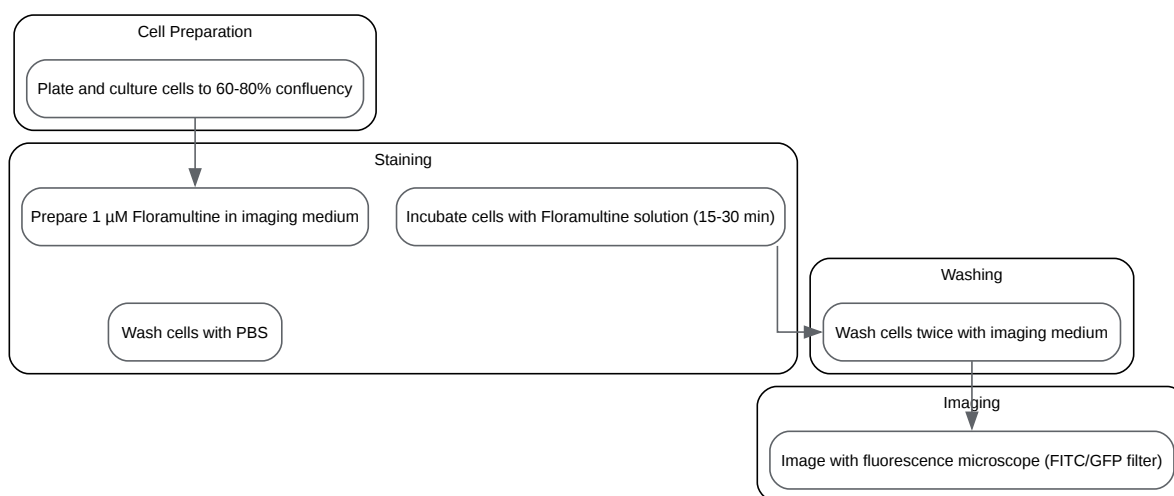 Cell Preparation
Plate and culture cells to 60-80% confluency
Staining
Prepare 1 µM Floramultine in imaging medium
Incubate cells with Floramultine solution (15-30 min)
Wash cells with PBS
Washing
Wash cells twice with imaging medium
Imaging
Image with fluorescence microscope (FITC/GFP filter)